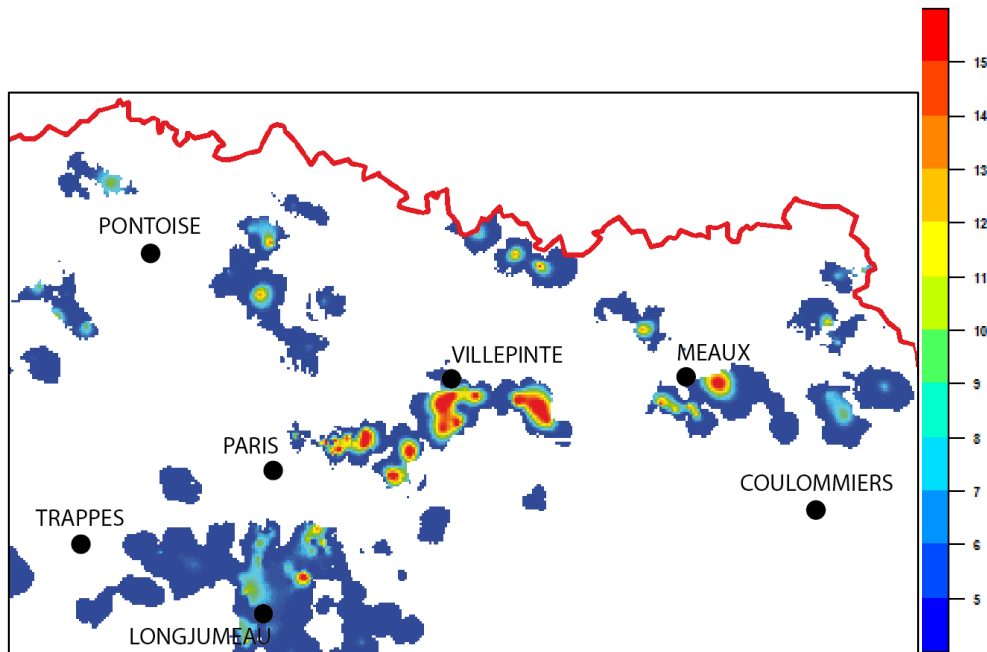 15
14
13
12
11
10
9
8
7
6
5
PONTOISE
VILLEPINTE
MEAUX
PARIS
COULOMMIERS
TRAPPES
LONGJUMEAU